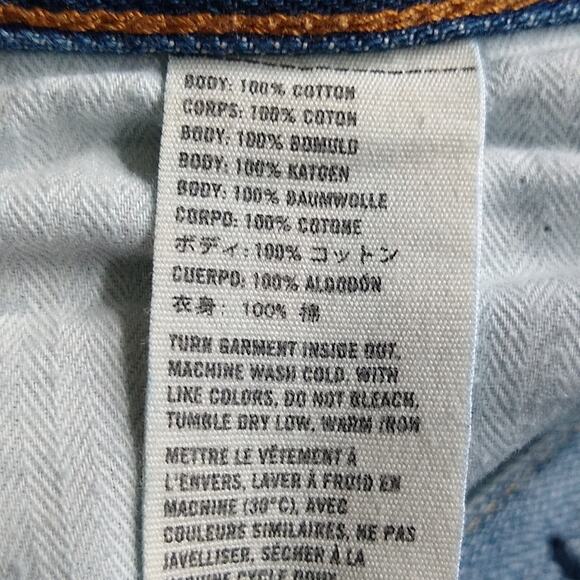 BODY: 100% COTTON
CORPS: 100% COTON
BODY: 100% BOMULD
BODY: 100% KATOEN
BODY: 100% BAUMWOLLE
CORPO: 100% COTONE
ボディ: 100% コットン
CUERPO: 100% ALGODÓN
衣身: 100% 棉
TURN GARMENT INSIDE OUT.
MACHINE WASH COLD. WITH
LIKE COLORS, DO NOT BLEACH,
TUMBLE DRY LOW, WARM IRON
METTRE LE VÊTEMENT À
L'ENVERS, LAVER À FROID EN
MACHINE (30°C), AVEC
COULEURS SIMILAIRES, NE PAS
JAVELLISER, SÉCHER À LA
MACHINE CYCLE DOUX